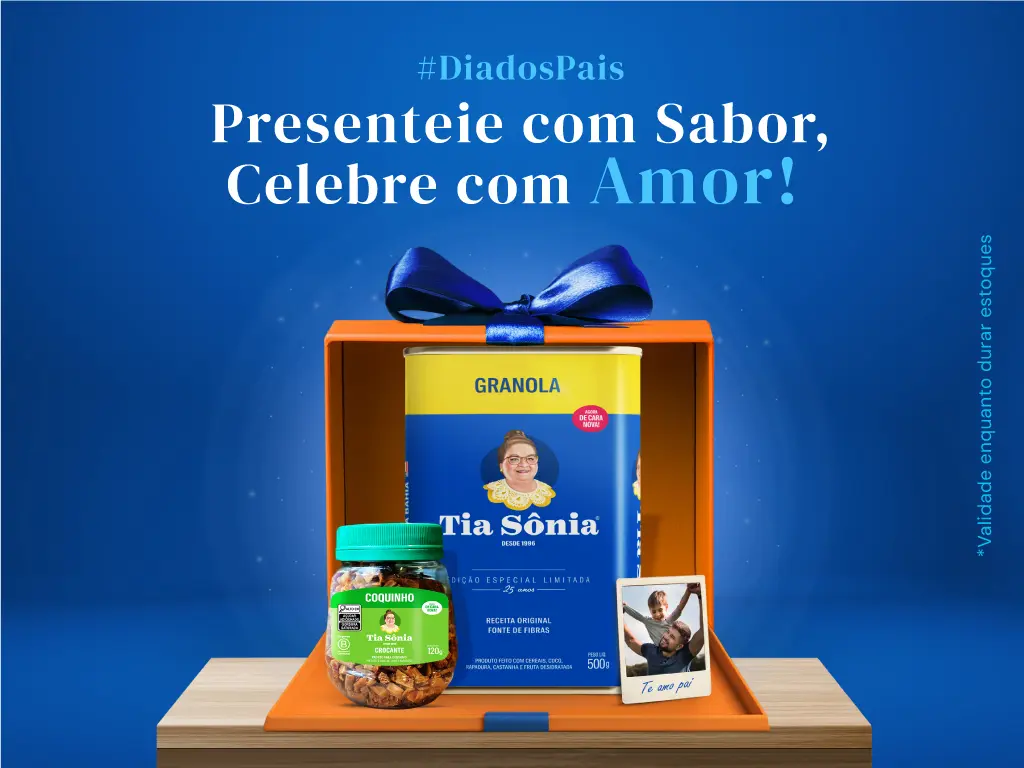 #DiadosPais
Presenteie com Sabor,
Celebre com Amor!
*Validade enquanto durar estoques
GRANOLA
AGORA
DE CARA
NOVA!
BAHIA
Tia Sônia
DESDE 1996
EDIÇÃO ESPECIAL LIMITADA
25 anos
RECEITA ORIGINAL
FONTE DE FIBRAS
PRODUTO FEITO COM CEREAIS, COCO,
RAPADURA, CASTANHA E FRUTA DESIDRATADA
PESO LÍQ.
500g
COQUINHO
Tia Sônia
CROCANTE
120g
B
Te amo pai